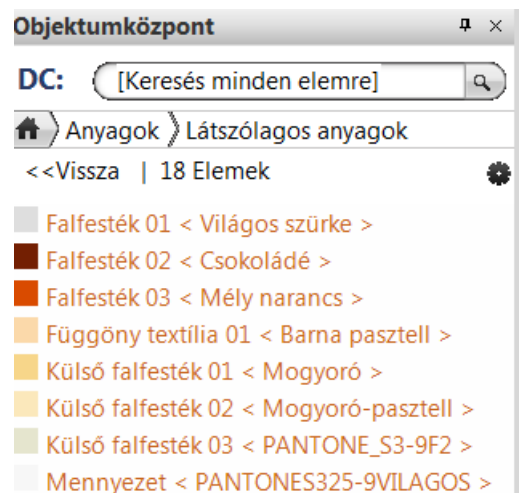 Objektumközpont
DC: [Keresés minden elemre]
Anyagok Látszólagos anyagok
<<Vissza | 18 Elemek
Falfesték 01 < Világos szürke >
Falfesték 02 < Csokoládé >
Falfesték 03 < Mély narancs >
Függöny textília 01 < Barna pasztell >
Külső falfesték 01 < Mogyoró >
Külső falfesték 02 < Mogyoró-pasztell >
Külső falfesték 03 < PANTONE_S3-9F2 >
Mennyezet < PANTONES325-9VILAGOS >